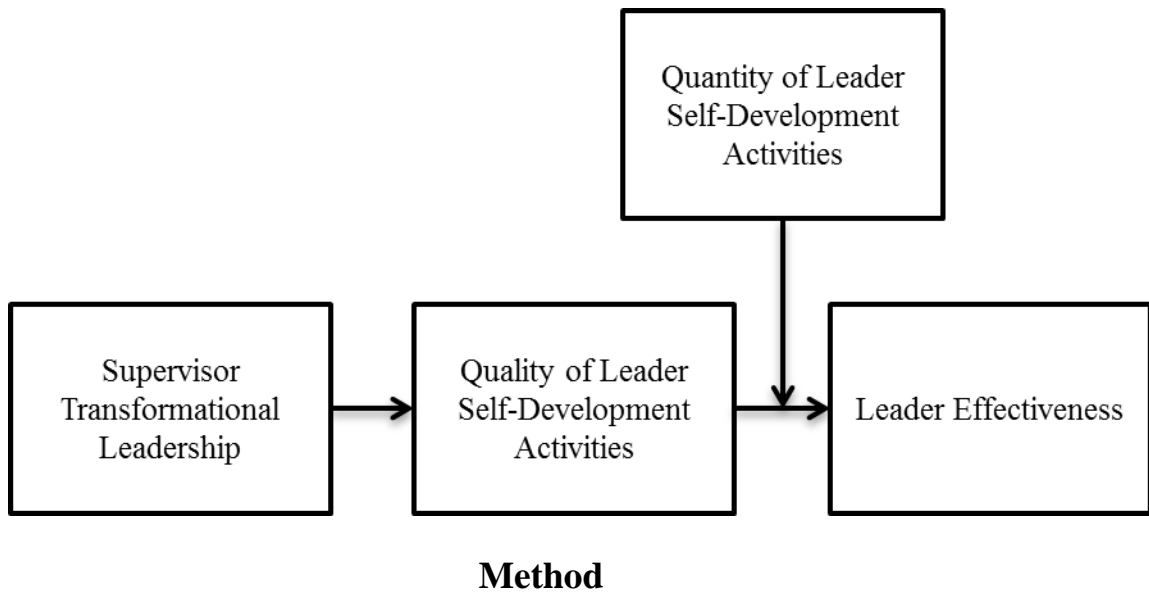 Quantity of Leader
Self-Development
Activities
Supervisor
Transformational
Leadership
Quality of Leader
Self-Development
Activities
Leader Effectiveness
Method